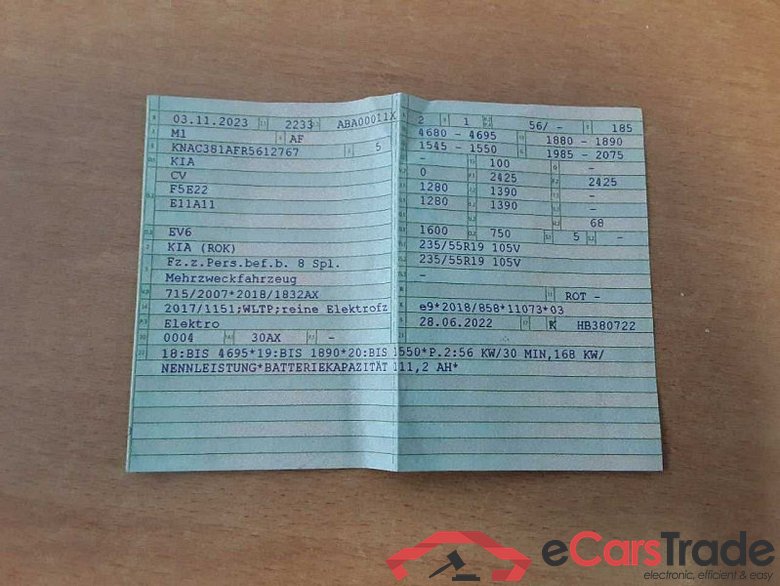 03.11.2023 2233 ABA00011X
M1 AF
KNAC381AFR5612767 5
KIA
CV
F5E22
E11A11
EV6
KIA (ROK)
Fz.z.Pers.bef.b. 8 Spl.
Mehrzweckfahrzeug
715/2007*2018/1832AX
2017/1151;WLTP;reine Elektrofz
Elektro
0004 30AX -
2 1 56/ - 185
4680 - 4695 1880 - 1890
1545 - 1550 1985 - 2075
- 100 -
0 2425 2425
1280 1390 -
1280 1390 -
68
1600 750 5 -
235/55R19 105V
235/55R19 105V
-
ROT -
e9*2018/858*11073*03
28.06.2022 K HB380722
18:BIS 4695*19:BIS 1890*20:BIS 1550*P.2:56 KW/30 MIN,168 KW/
NENNLEISTUNG*BATTERIEKAPAZITÄT 111,2 AH*
eCarsTrade
electronic, efficient & easy